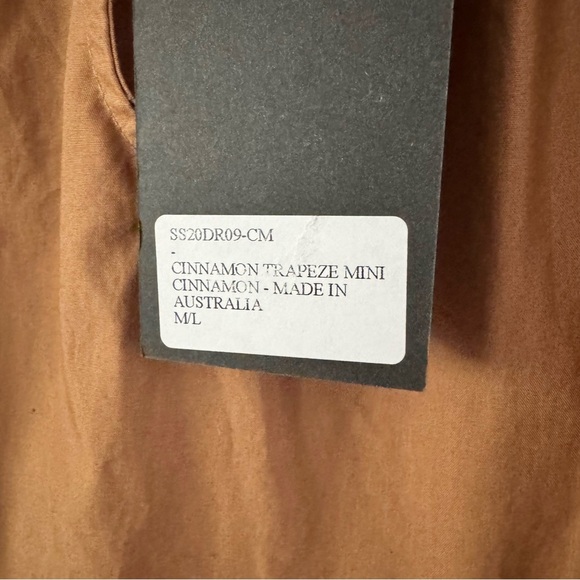 SS20DR09-CM
-
CINNAMON TRAPEZE MINI
CINNAMON - MADE IN
AUSTRALIA
M/L